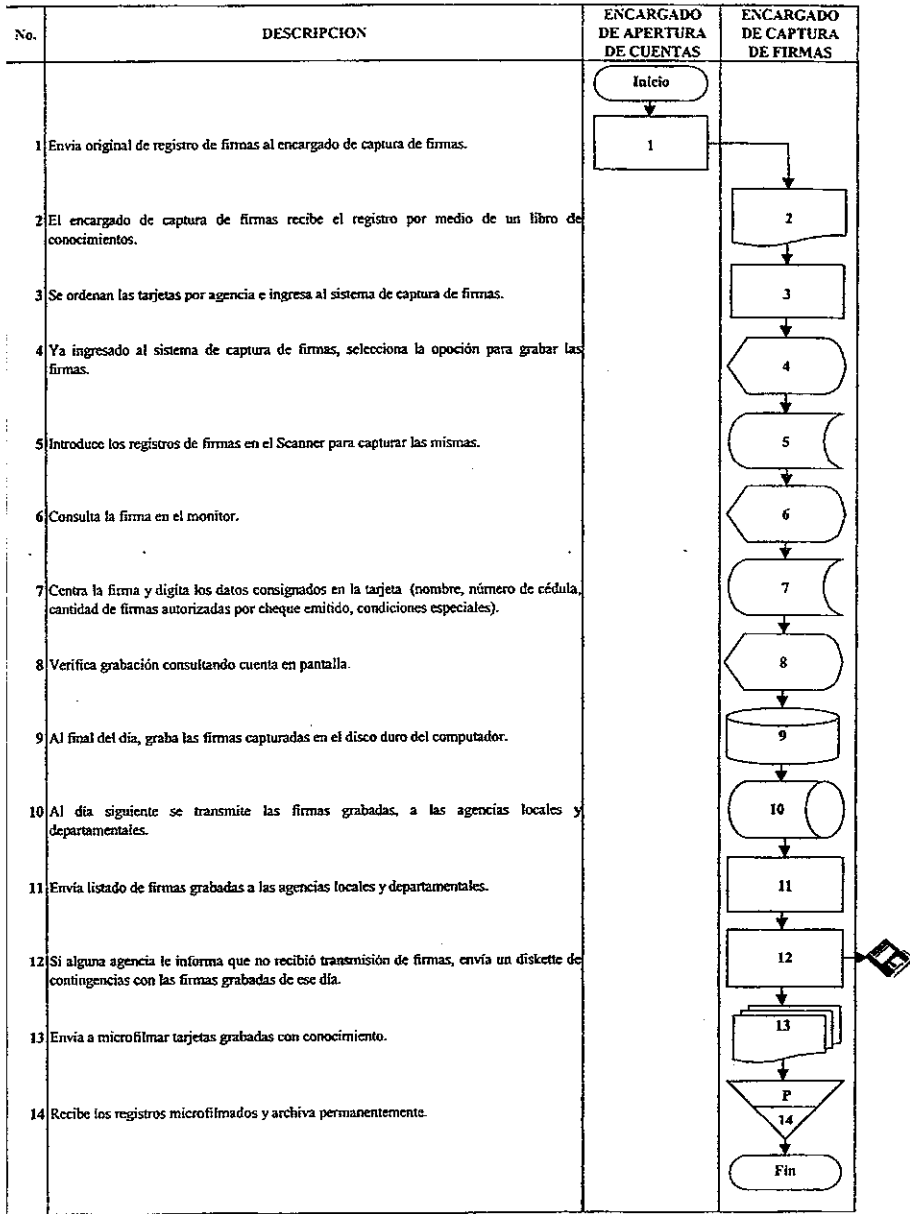 No.
DESCRIPCION
ENCARGADO
DE APERTURA
DE CUENTAS
ENCARGADO
DE CAPTURA
DE FIRMAS
Inicio
1 Envia original de registro de firmas al encargado de captura de firmas.
1
2 El encargado de captura de firmas recibe el registro por medio de un libro de
conocimientos.
2
3 Se ordenan las tarjetas por agencia e ingresa al sistema de captura de firmas.
3
4 Ya ingresado al sistema de captura de firmas, selecciona la opoción para grabar las
firmas.
4
5 Introduce los registros de firmas en el Scanner para capturar las mismas.
5
6 Consulta la firma en el monitor.
6
7 Centra la firma y digita los datos consignados en la tarjeta (nombre, número de cédula,
cantidad de firmas autorizadas por cheque emitido, condiciones especiales).
7
8 Verifica grabación consultando cuenta en pantalla.
8
9 Al final del día, graba las firmas capturadas en el disco duro del computador.
9
10 Al día siguiente se transmite las firmas grabadas, a las agencias locales y
departamentales.
10
11 Envía listado de firmas grabadas a las agencias locales y departamentales.
11
12 Si alguna agencia le informa que no recibió transmisión de firmas, envía un diskette de
contingencias con las firmas grabadas de ese día.
12
13 Envía a microfilmar tarjetas grabadas con conocimiento.
13
14 Recibe los registros microfilmados y archiva permanentemente.
P
14
Fin